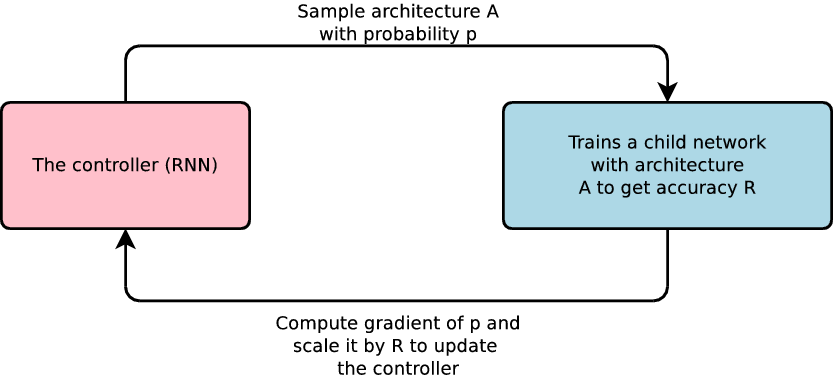 Sample architecture A
with probability p
The controller (RNN)
Trains a child network
with architecture
A to get accuracy R
Compute gradient of p and
scale it by R to update
the controller